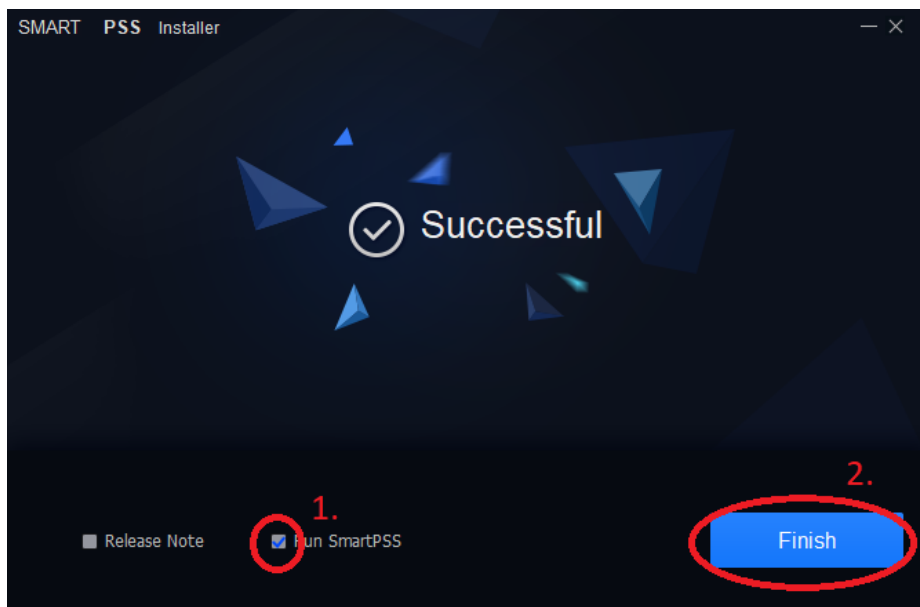 SMART PSS Installer
Successful
1.
2.
Release Note
Run SmartPSS
Finish